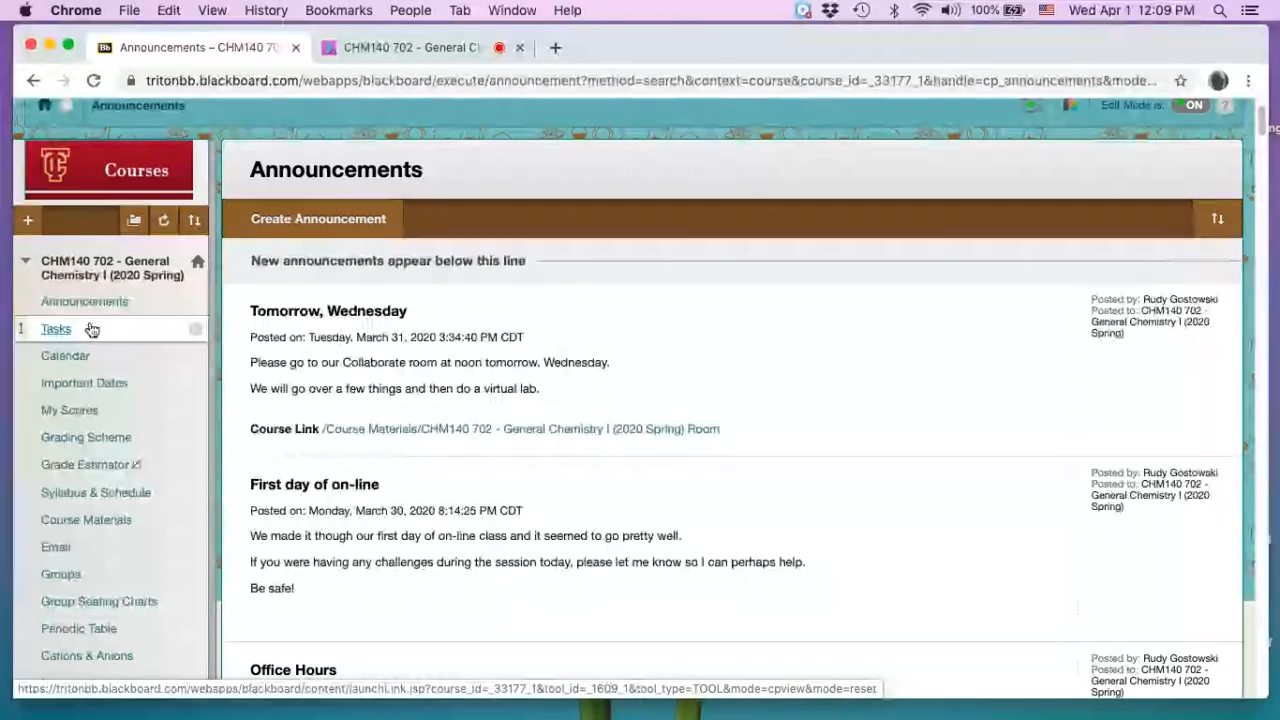 Chrome File Edit View History Bookmarks People Tab Window Help 100% Wed Apr 1 12:09 PM
Bb Announcements – CHM140 70 CHM140 702 - General C
tritonbb.blackboard.com/webapps/blackboard/execute/announcement?method=search&context=course&course_id=_33177_1&handle=cp_announcements&mode...
Announcements Edit Mode is: ON ?
Courses
Announcements
Create Announcement
New announcements appear below this line
CHM140 702 - General
Chemistry I (2020 Spring)
Announcements
Tasks
Calendar
Important Dates
My Scores
Grading Scheme
Grade Estimator
Syllabus & Schedule
Course Materials
Email
Groups
Group Seating Charts
Periodic Table
Cations & Anions
Tomorrow, Wednesday
Posted on: Tuesday, March 31, 2020 3:34:40 PM CDT
Please go to our Collaborate room at noon tomorrow, Wednesday.
We will go over a few things and then do a virtual lab.
Course Link /Course Materials/CHM140 702 - General Chemistry I (2020 Spring) Room
Posted by: Rudy Gostowski
Posted to: CHM140 702 -
General Chemistry I (2020
Spring)
First day of on-line
Posted on: Monday, March 30, 2020 8:14:25 PM CDT
We made it though our first day of on-line class and it seemed to go pretty well.
If you were having any challenges during the session today, please let me know so I can perhaps help.
Be safe!
Posted by: Rudy Gostowski
Posted to: CHM140 702 -
General Chemistry I (2020
Spring)
Office Hours
Posted by: Rudy Gostowski
Posted to: CHM140 702 -
General Chemistry I (2020
Spring)
https://tritonbb.blackboard.com/webapps/blackboard/content/launchLink.jsp?course_id=_33177_1&tool_id=_1609_1&tool_type=TOOL&mode=cpview&mode=reset